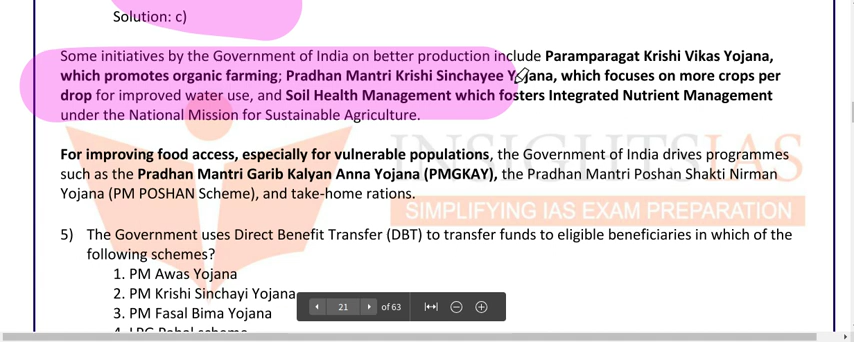 Solution: c)
Some initiatives by the Government of India on better production include Paramparagat Krishi Vikas Yojana,
which promotes organic farming; Pradhan Mantri Krishi Sinchayee Yojana, which focuses on more crops per
drop for improved water use, and Soil Health Management which fosters Integrated Nutrient Management
under the National Mission for Sustainable Agriculture.
INSIGHTSIAS
For improving food access, especially for vulnerable populations, the Government of India drives programmes
such as the Pradhan Mantri Garib Kalyan Anna Yojana (PMGKAY), the Pradhan Mantri Poshan Shakti Nirman
Yojana (PM POSHAN Scheme), and take-home rations.
SIMPLIFYING IAS EXAM PREPARATION
5) The Government uses Direct Benefit Transfer (DBT) to transfer funds to eligible beneficiaries in which of the
following schemes?
1. PM Awas Yojana
2. PM Krishi Sinchayi Yojana
3. PM Fasal Bima Yojana
21 of 63
4. LPG Pahal scheme